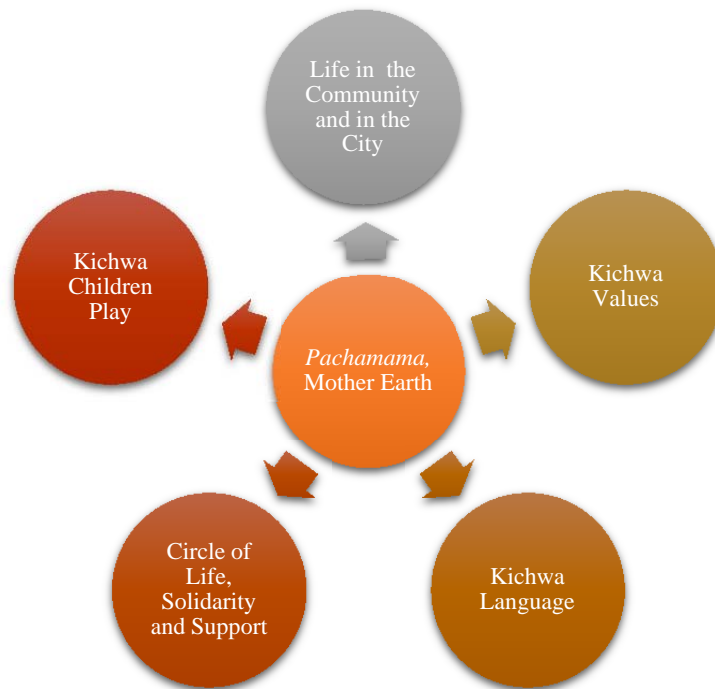 Life in the
Community
and in the
City
Kichwa
Children
Play
Kichwa
Values
Pachamama,
Mother Earth
Circle of
Life,
Solidarity
and Support
Kichwa
Language